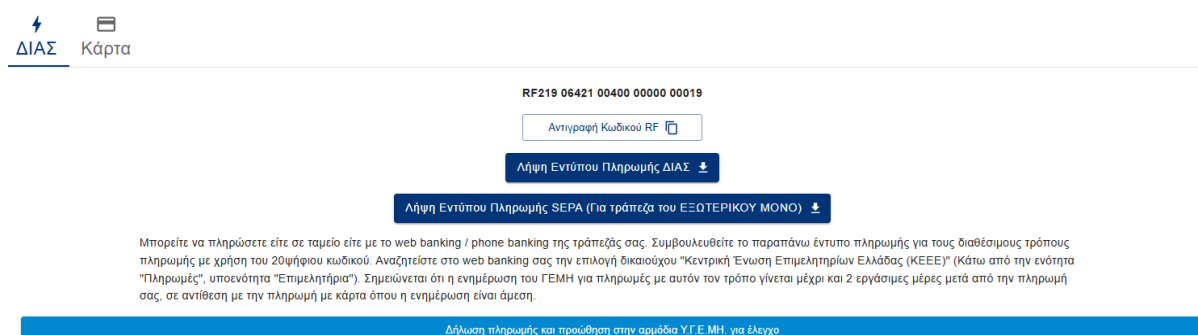 ΔΙΑΣ Κάρτα
RF219 06421 00400 00000 00019
Αντιγραφή Κωδικού RF
Λήψη Εντύπου Πληρωμής ΔΙΑΣ
Λήψη Εντύπου Πληρωμής SEPA (Για τράπεζα του ΕΞΩΤΕΡΙΚΟΥ ΜΟΝΟ)
Μπορείτε να πληρώσετε είτε σε ταμείο είτε με το web banking / phone banking της τράπεζάς σας. Συμβουλευθείτε το παραπάνω έντυπο πληρωμής για τους διαθέσιμους τρόπους
πληρωμής με χρήση του 20ψήφιου κωδικού. Αναζητείστε στο web banking σας την επιλογή δικαιούχου "Κεντρική Ένωση Επιμελητηρίων Ελλάδας (ΚΕΕΕ)" (Κάτω από την ενότητα
"Πληρωμές", υποενότητα "Επιμελητήρια"). Σημειώνεται ότι η ενημέρωση του ΓΕΜΗ για πληρωμές με αυτόν τον τρόπο γίνεται μέχρι και 2 εργάσιμες μέρες μετά από την πληρωμή
σας, σε αντίθεση με την πληρωμή με κάρτα όπου η ενημέρωση είναι άμεση.
Δήλωση πληρωμής και προώθηση στην αρμόδια Υ.Γ.Ε.ΜΗ. για έλεγχο